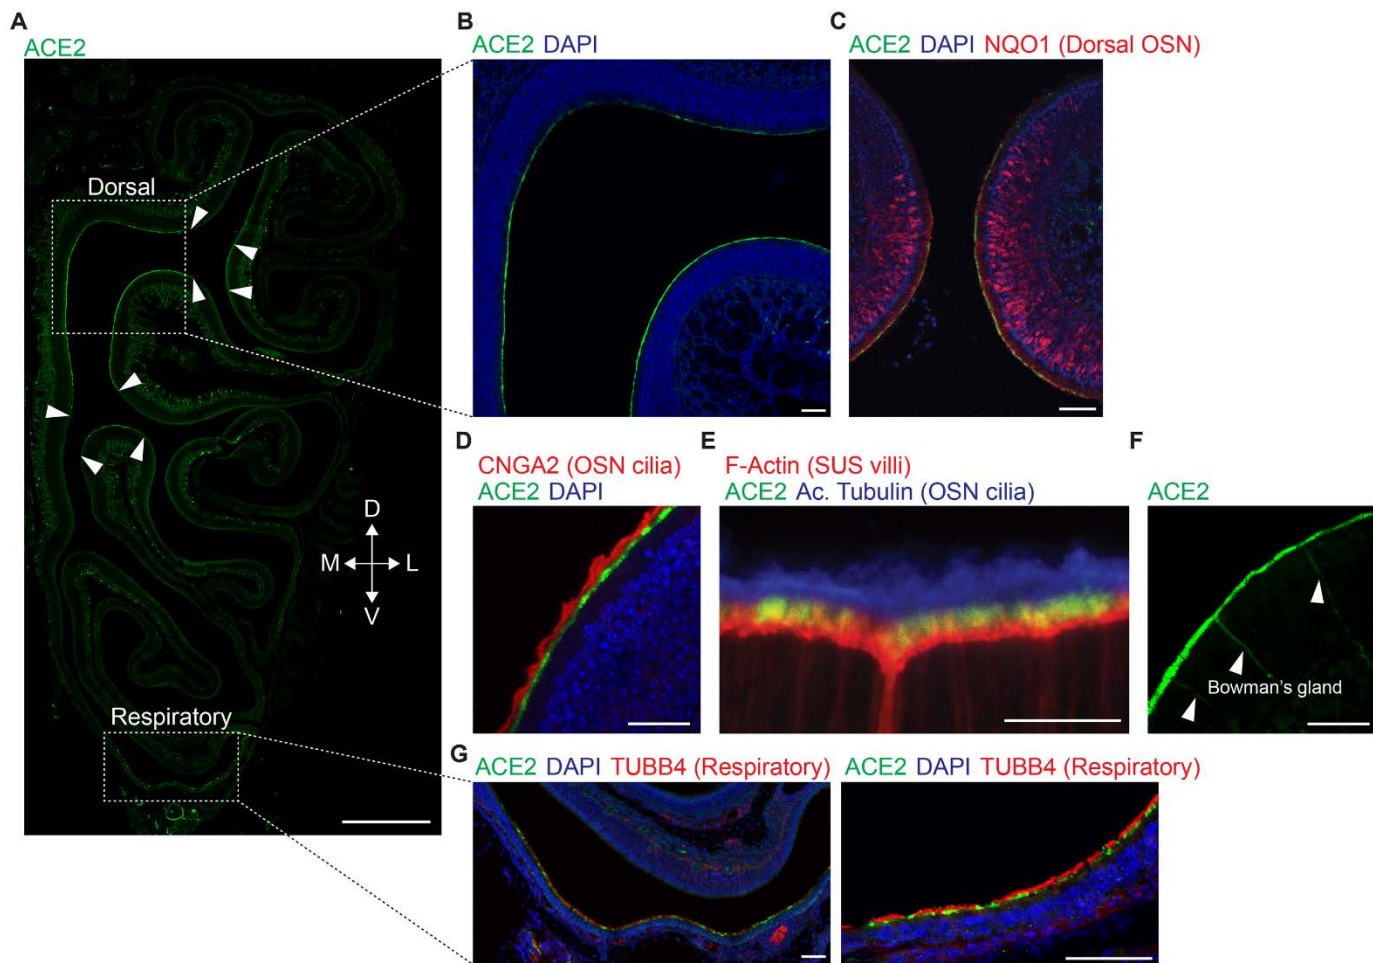 A
ACE2
Dorsal
D
M L
V
Respiratory
B
ACE2 DAPI
C
ACE2 DAPI NQO1 (Dorsal OSN)
D
CNGA2 (OSN cilia)
ACE2 DAPI
E
F-Actin (SUS villi)
ACE2 Ac. Tubulin (OSN cilia)
F
ACE2
Bowman's gland
G
ACE2 DAPI TUBB4 (Respiratory)
ACE2 DAPI TUBB4 (Respiratory)